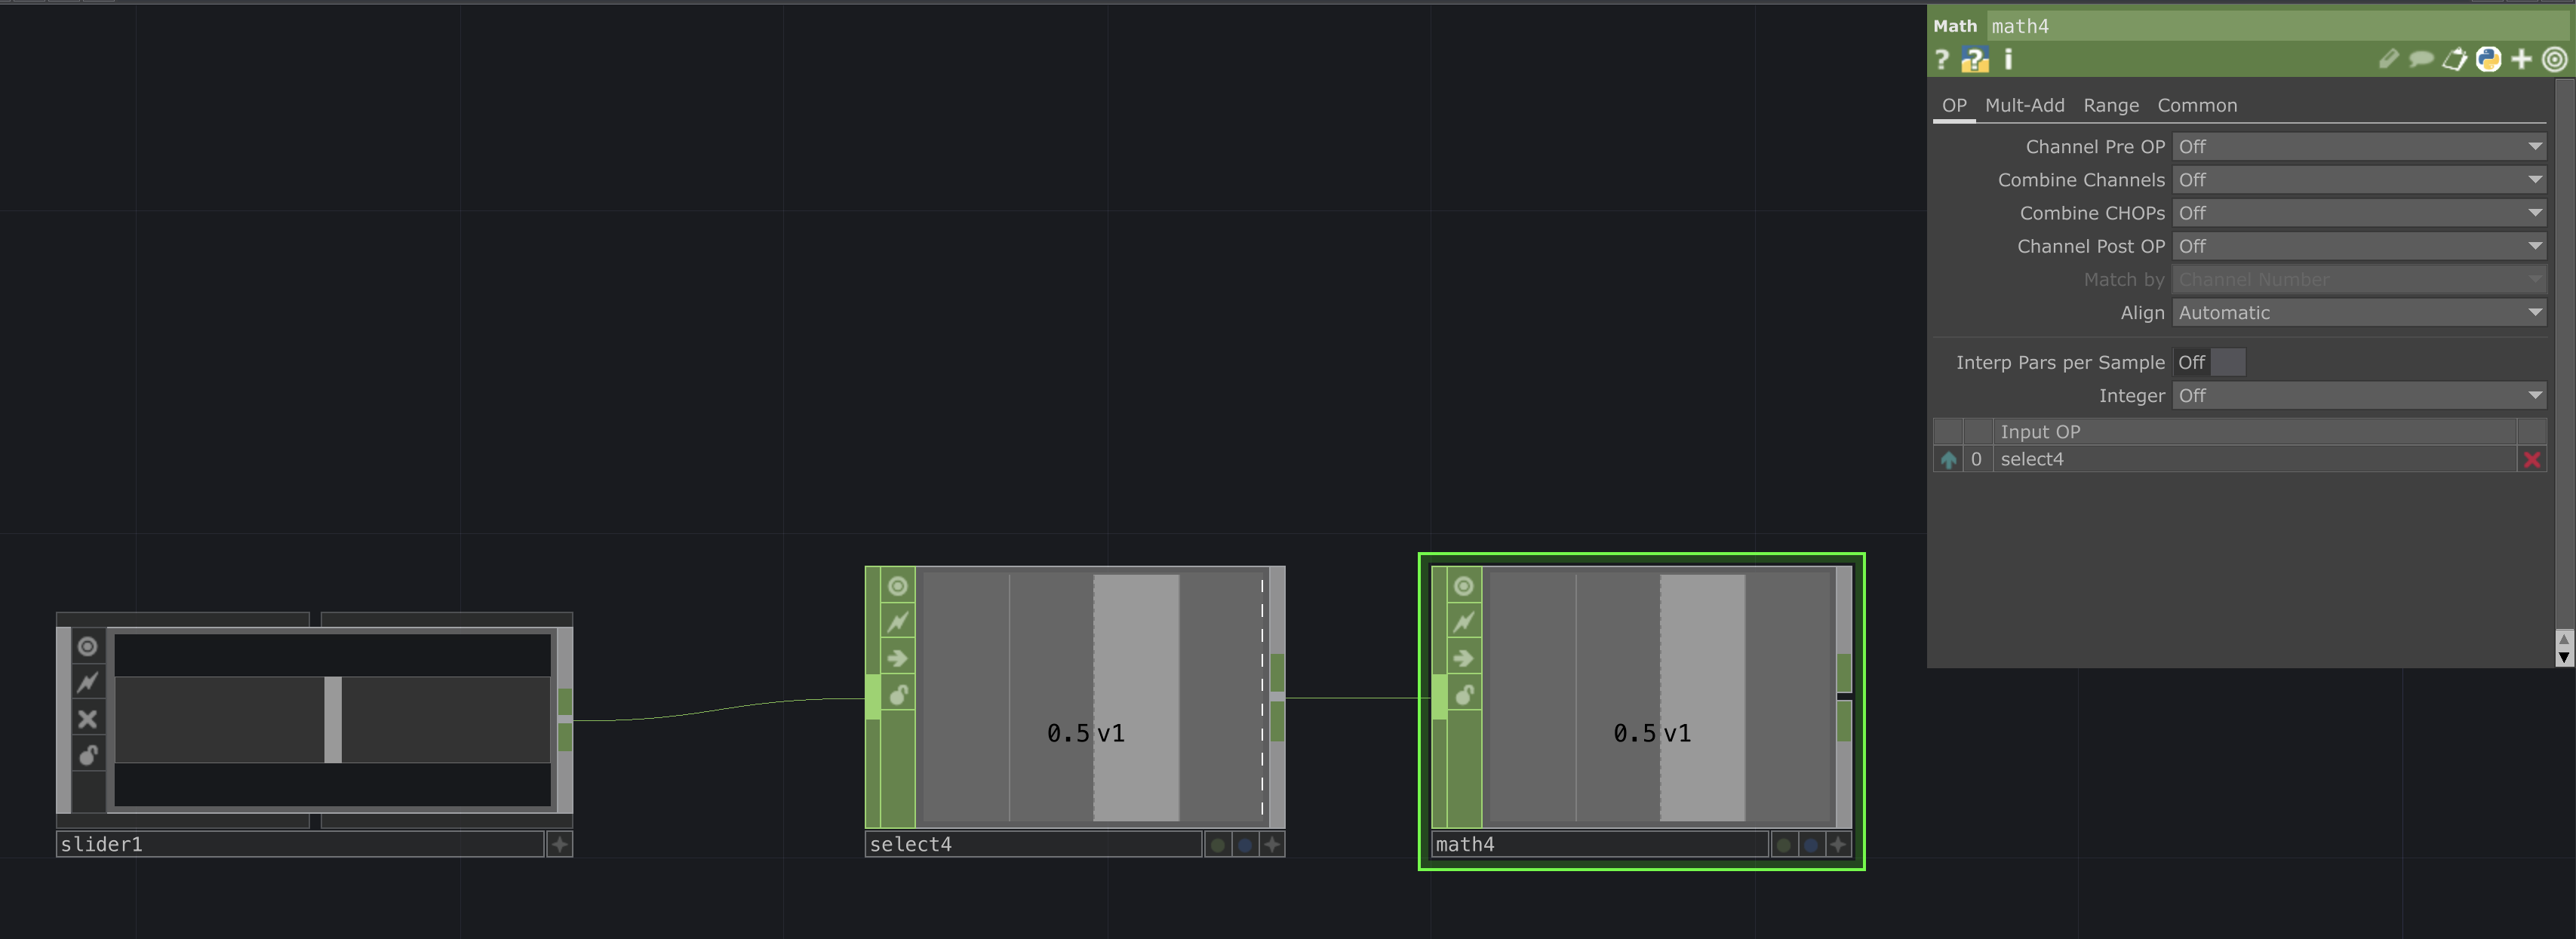 Math math4
? ? i
OP Mult-Add Range Common
Channel Pre OP Off
Combine Channels Off
Combine CHOPs Off
Channel Post OP Off
Match by Channel Number
Align Automatic
Interp Pars per Sample Off
Integer Off
Input OP
0 select4
0.5 v1
0.5 v1
slider1
select4
math4